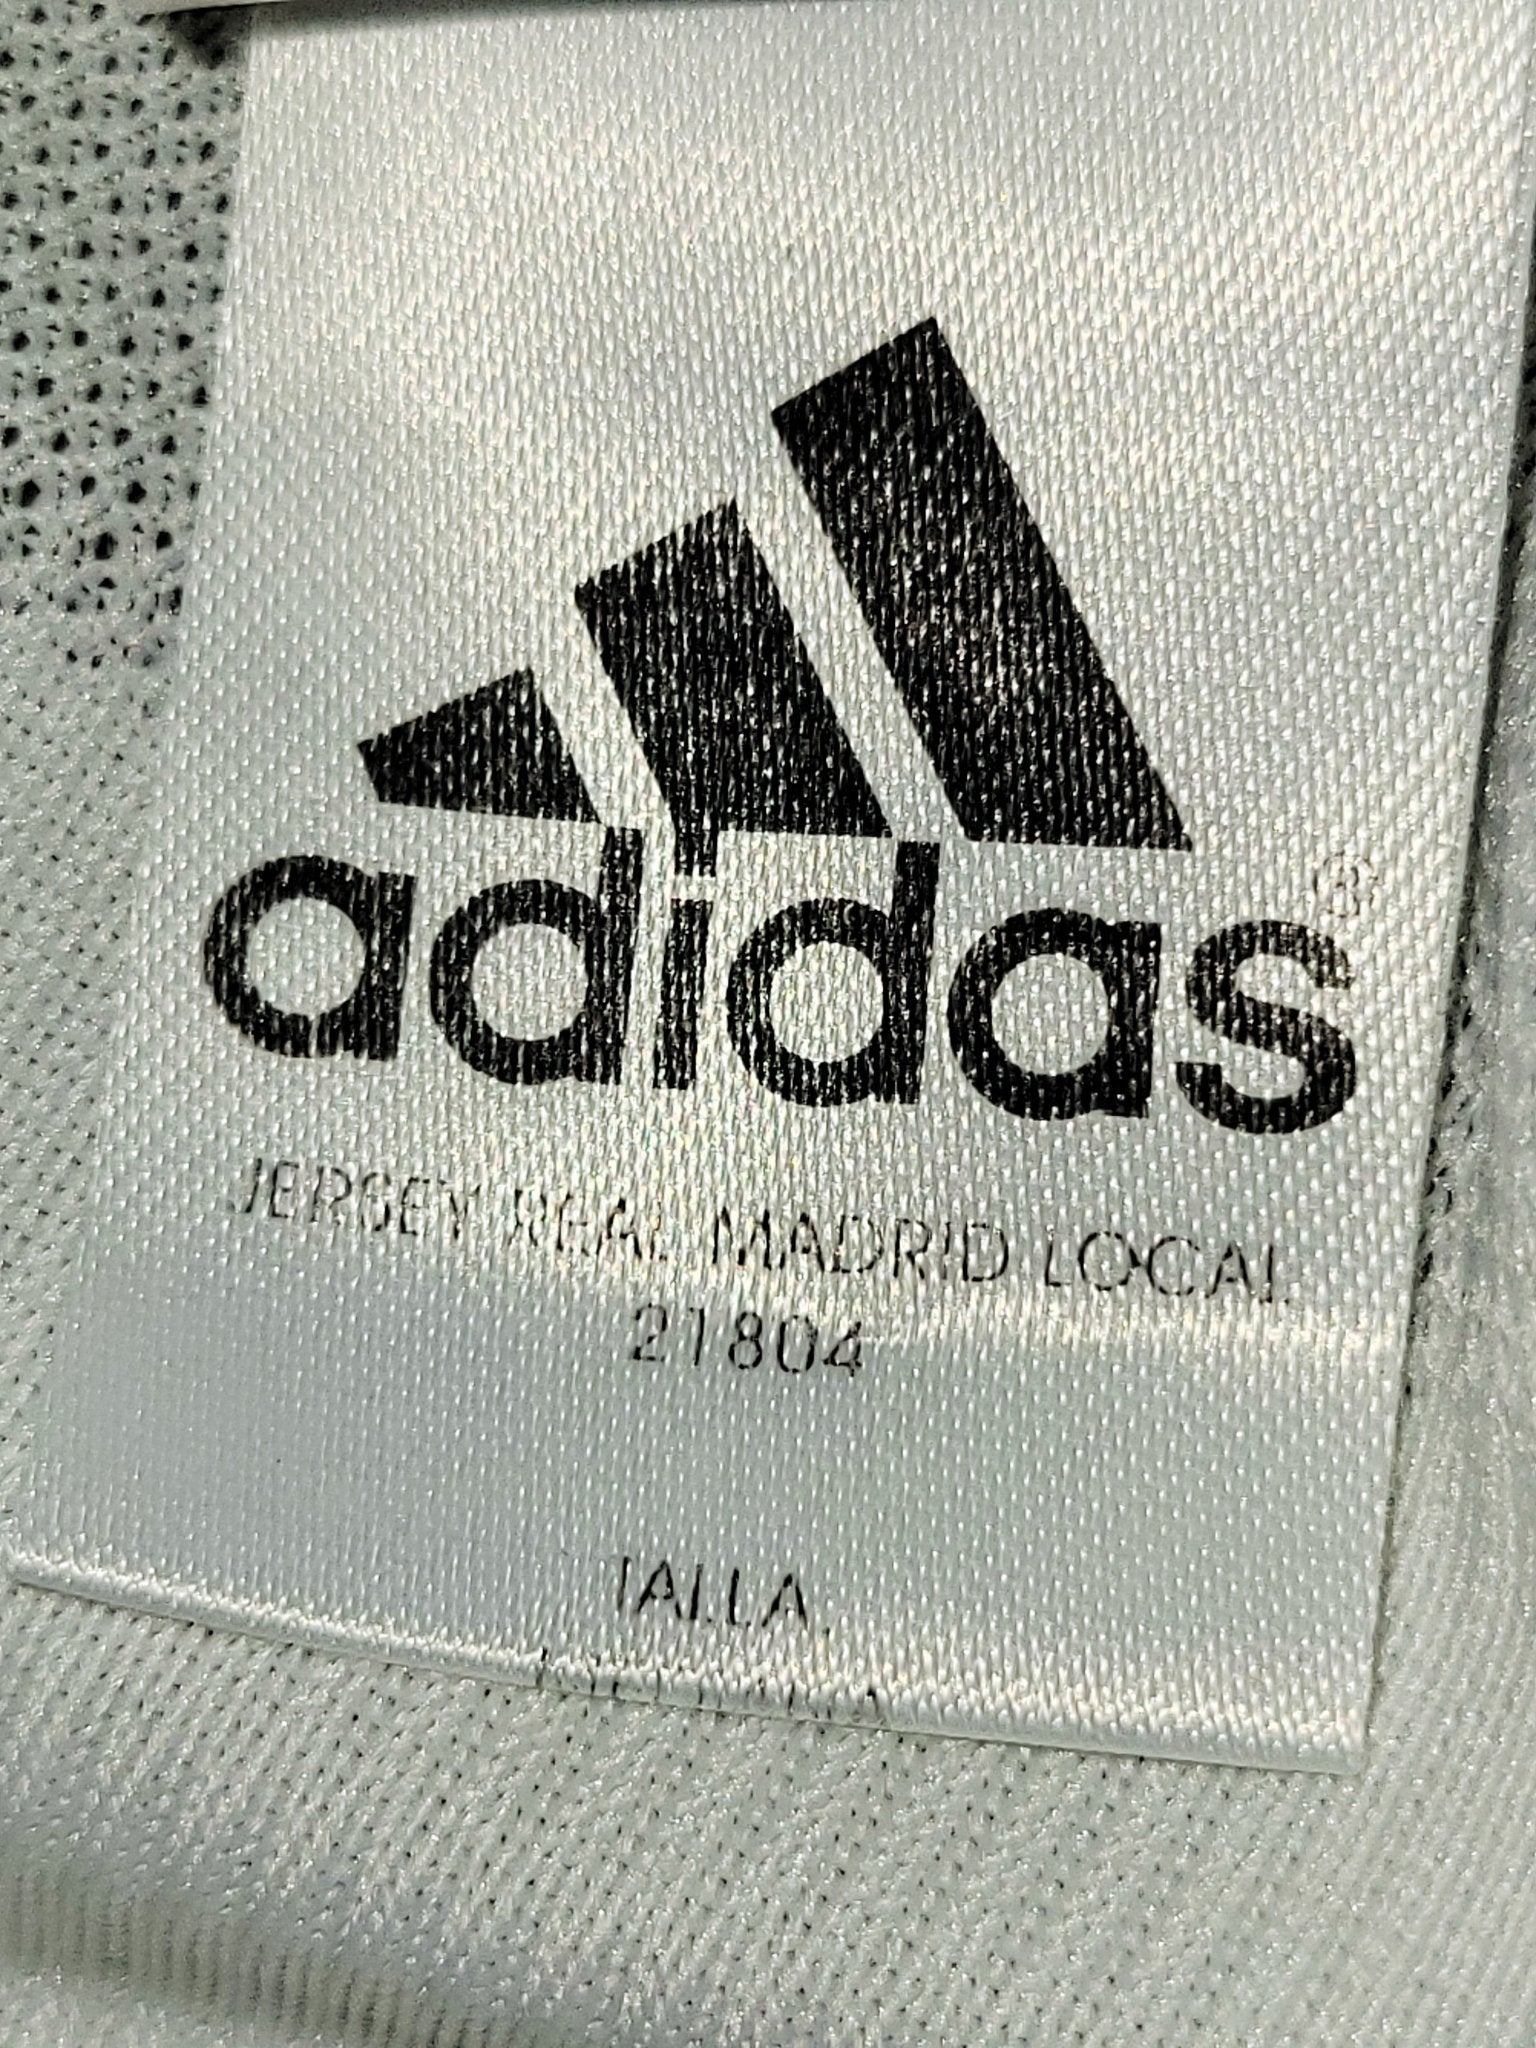 adidas®
JERSEY REAL MADRID LOCAL
21804
TALLA